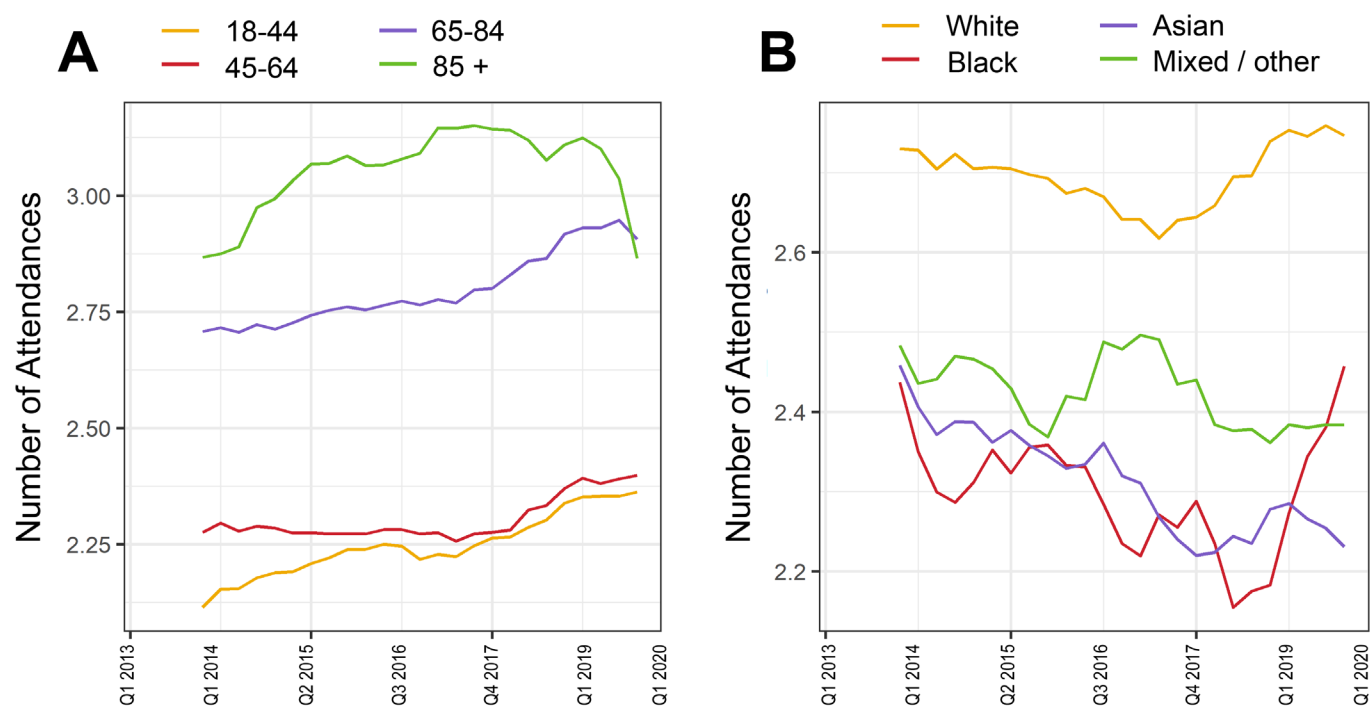 A
18-44
65-84
45-64
85 +
Number of Attendances
3.00
2.75
2.50
2.25
Q1 2013
Q1 2014
Q2 2015
Q3 2016
Q4 2017
Q1 2019
Q1 2020
B
White
Asian
Black
Mixed / other
Number of Attendances
2.6
2.4
2.2
Q1 2013
Q1 2014
Q2 2015
Q3 2016
Q4 2017
Q1 2019
Q1 2020